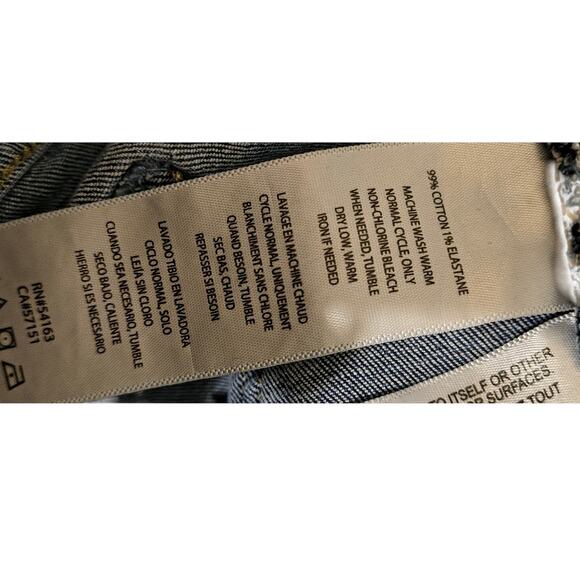 99% COTTON 1% ELASTANE
MACHINE WASH WARM
NORMAL CYCLE, ONLY
NON-CHLORINE BLEACH
WHEN NEEDED, TUMBLE
DRY LOW, WARM
IRON IF NEEDED
LAVAGE EN MACHINE CHAUD
CYCLE NORMAL, UNIQUEMENT
BLANCHIMENT SANS CHLORE
QUAND BESOIN, TUMBLE
SEC BAS, CHAUD
REPASSER SI BESOIN
LAVADO TIBIO EN LAVADORA
CICLO NORMAL, SOLO
LEJÍA SIN CLORO
CUANDO SEA NECESARIO, TUMBLE
SECO BAJO, CALIENTE
HIERRO SI ES NECESARIO
RN#54163
CA#57151
TO ITSELF OR OTHER
OR SURFACES.
TOUT